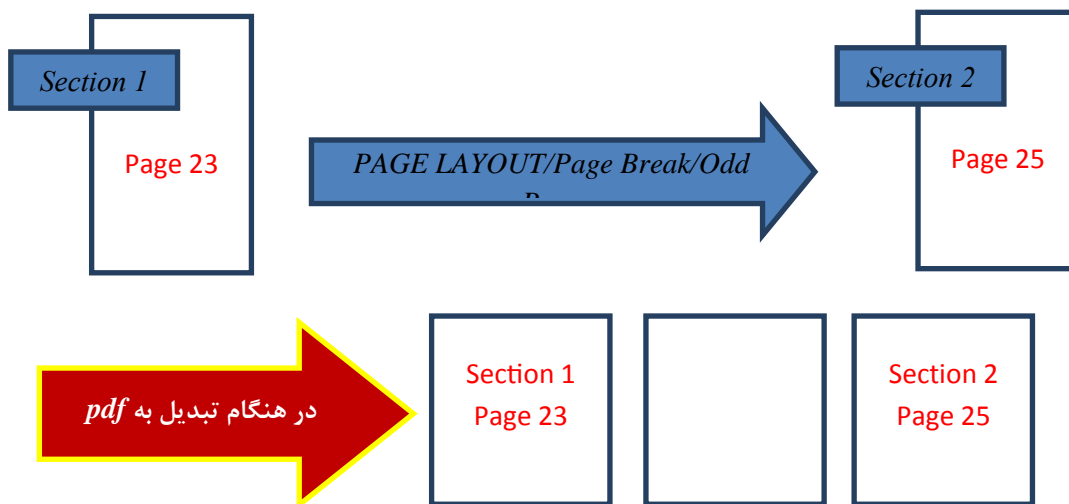 Section 1
Page 23
PAGE LAYOUT/Page Break/Odd
Section 2
Page 25
در هنگام تبدیل به pdf
Section 1
Page 23
Section 2
Page 25